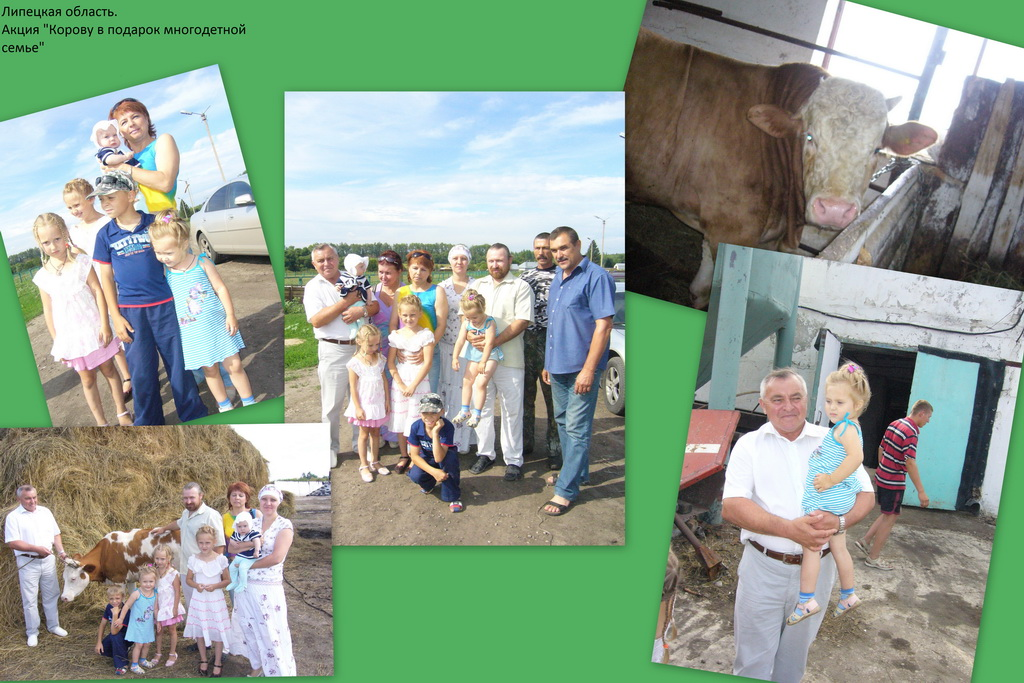 Липецкая область.
Акция "Корову в подарок многодетной
семье"